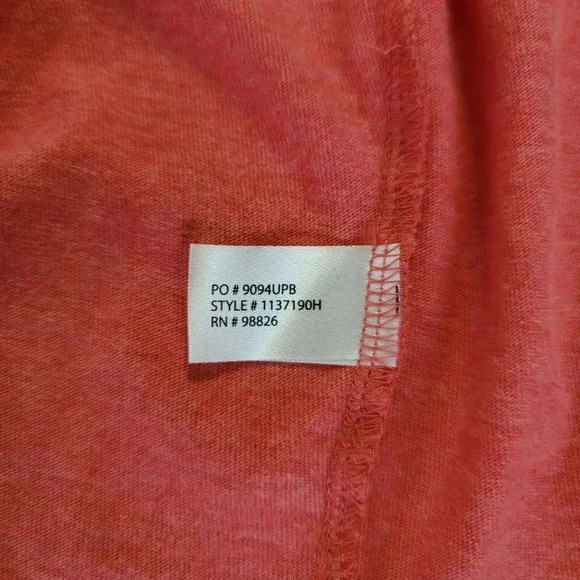 PO # 9094UPB
STYLE # 1137190H
RN # 98826